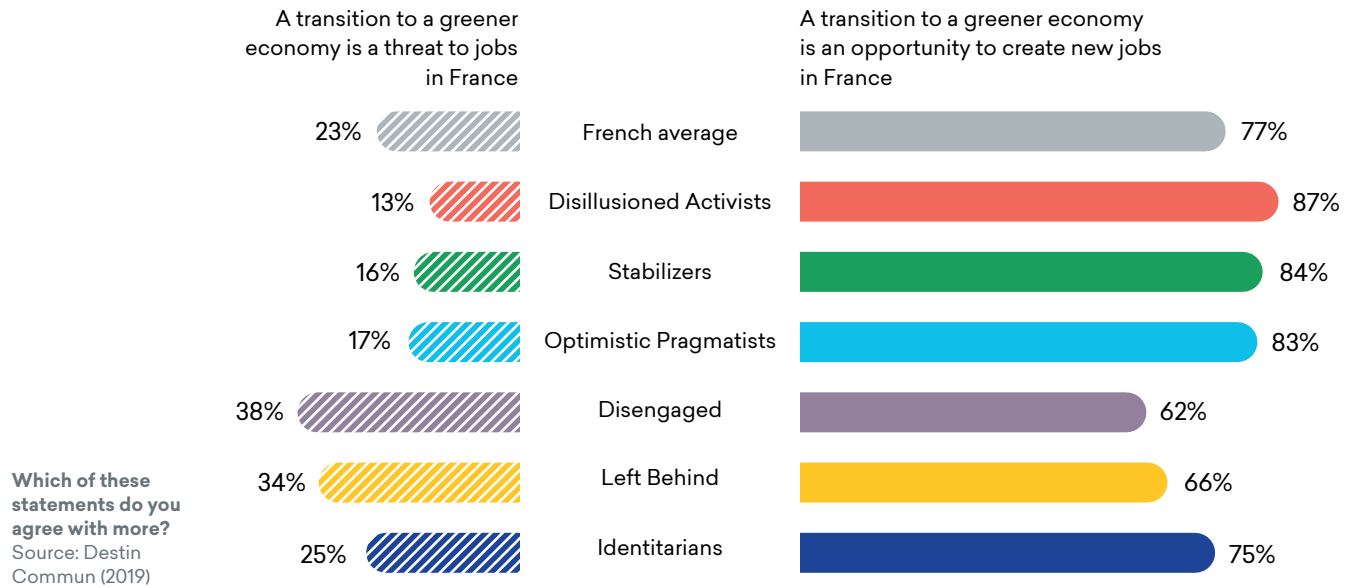 A transition to a greener
economy is a threat to jobs
in France
A transition to a greener economy
is an opportunity to create new jobs
in France
23% French average 77%
13% Disillusioned Activists 87%
16% Stabilizers 84%
17% Optimistic Pragmatists 83%
38% Disengaged 62%
34% Left Behind 66%
25% Identitarians 75%
Which of these
statements do you
agree with more?
Source: Destin
Commun (2019)